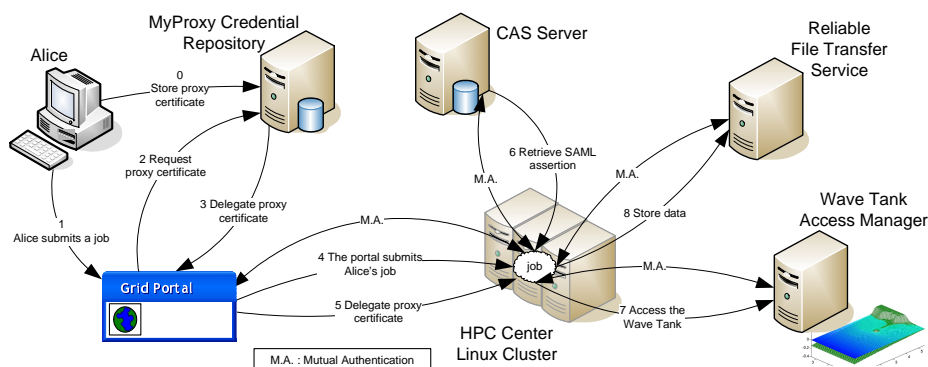 MyProxy Credential
Repository
Alice
CAS Server
Reliable
File Transfer
Service
0
Store proxy
certificate
2 Request
proxy certificate
3 Delegate proxy
certificate
6 Retrieve SAML
assertion
M.A.
M.A.
8 Store data
1
Alice submits a job
M.A.
Wave Tank
Access Manager
4 The portal submits
Alice's job
job
M.A.
Grid Portal
5 Delegate proxy
certificate
7 Access the
Wave Tank
HPC Center
Linux Cluster
M.A. : Mutual Authentication